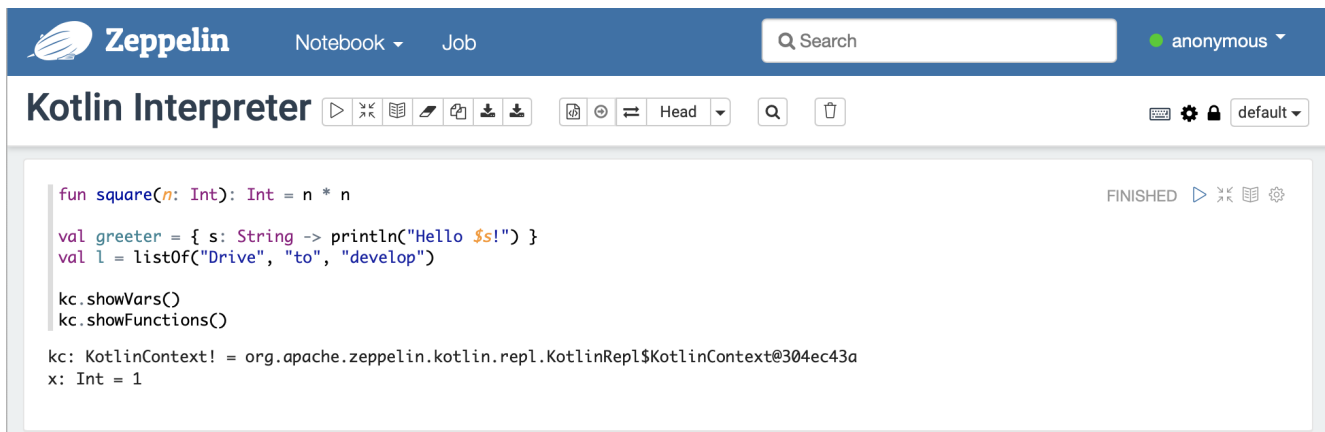 Zeppelin Notebook Job Search anonymous
Kotlin Interpreter Head default
fun square(n: Int): Int = n * n FINISHED
val greeter = { s: String -> println("Hello $s!") }
val l = listOf("Drive", "to", "develop")
kc.showVars()
kc.showFunctions()
kc: KotlinContext! = org.apache.zeppelin.kotlin.repl.KotlinRepl$KotlinContext@304ec43a
x: Int = 1